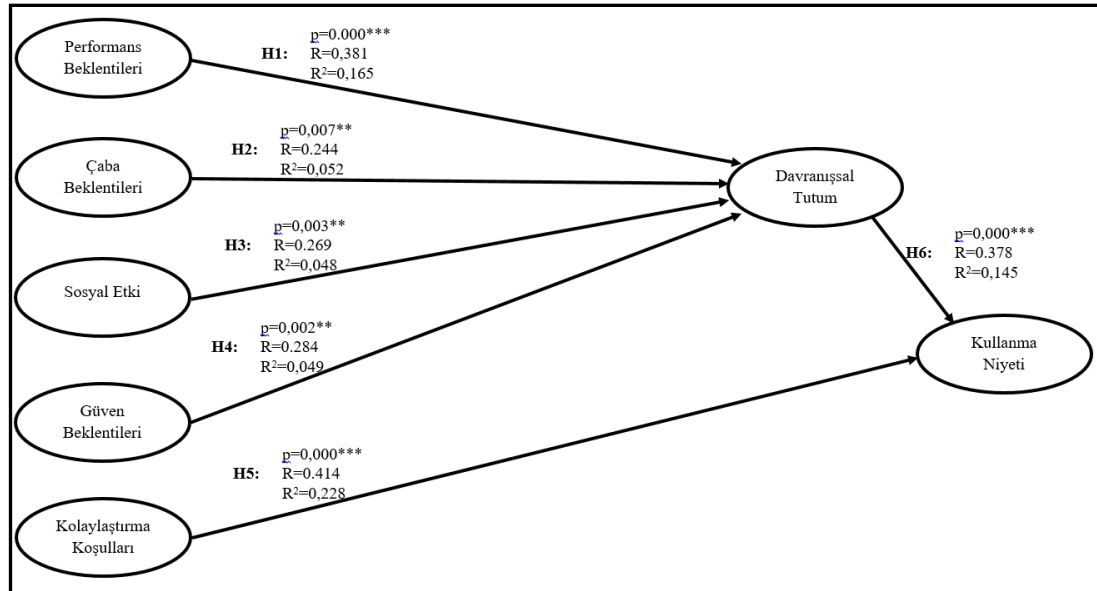 Performans
Beklentileri
H1:
p=0.000***
R=0,381
R²=0,165
Çaba
Beklentileri
H2:
p=0,007**
R=0.244
R²=0,052
Davranışsal
Tutum
H3:
p=0,003**
R=0.269
R²=0,048
H6:
p=0,000***
R=0.378
R²=0,145
Sosyal Etki
H4:
p=0,002**
R=0.284
R²=0,049
Kullanma
Niyeti
Güven
Beklentileri
H5:
p=0,000***
R=0.414
R²=0,228
Kolaylaştırma
Koşulları